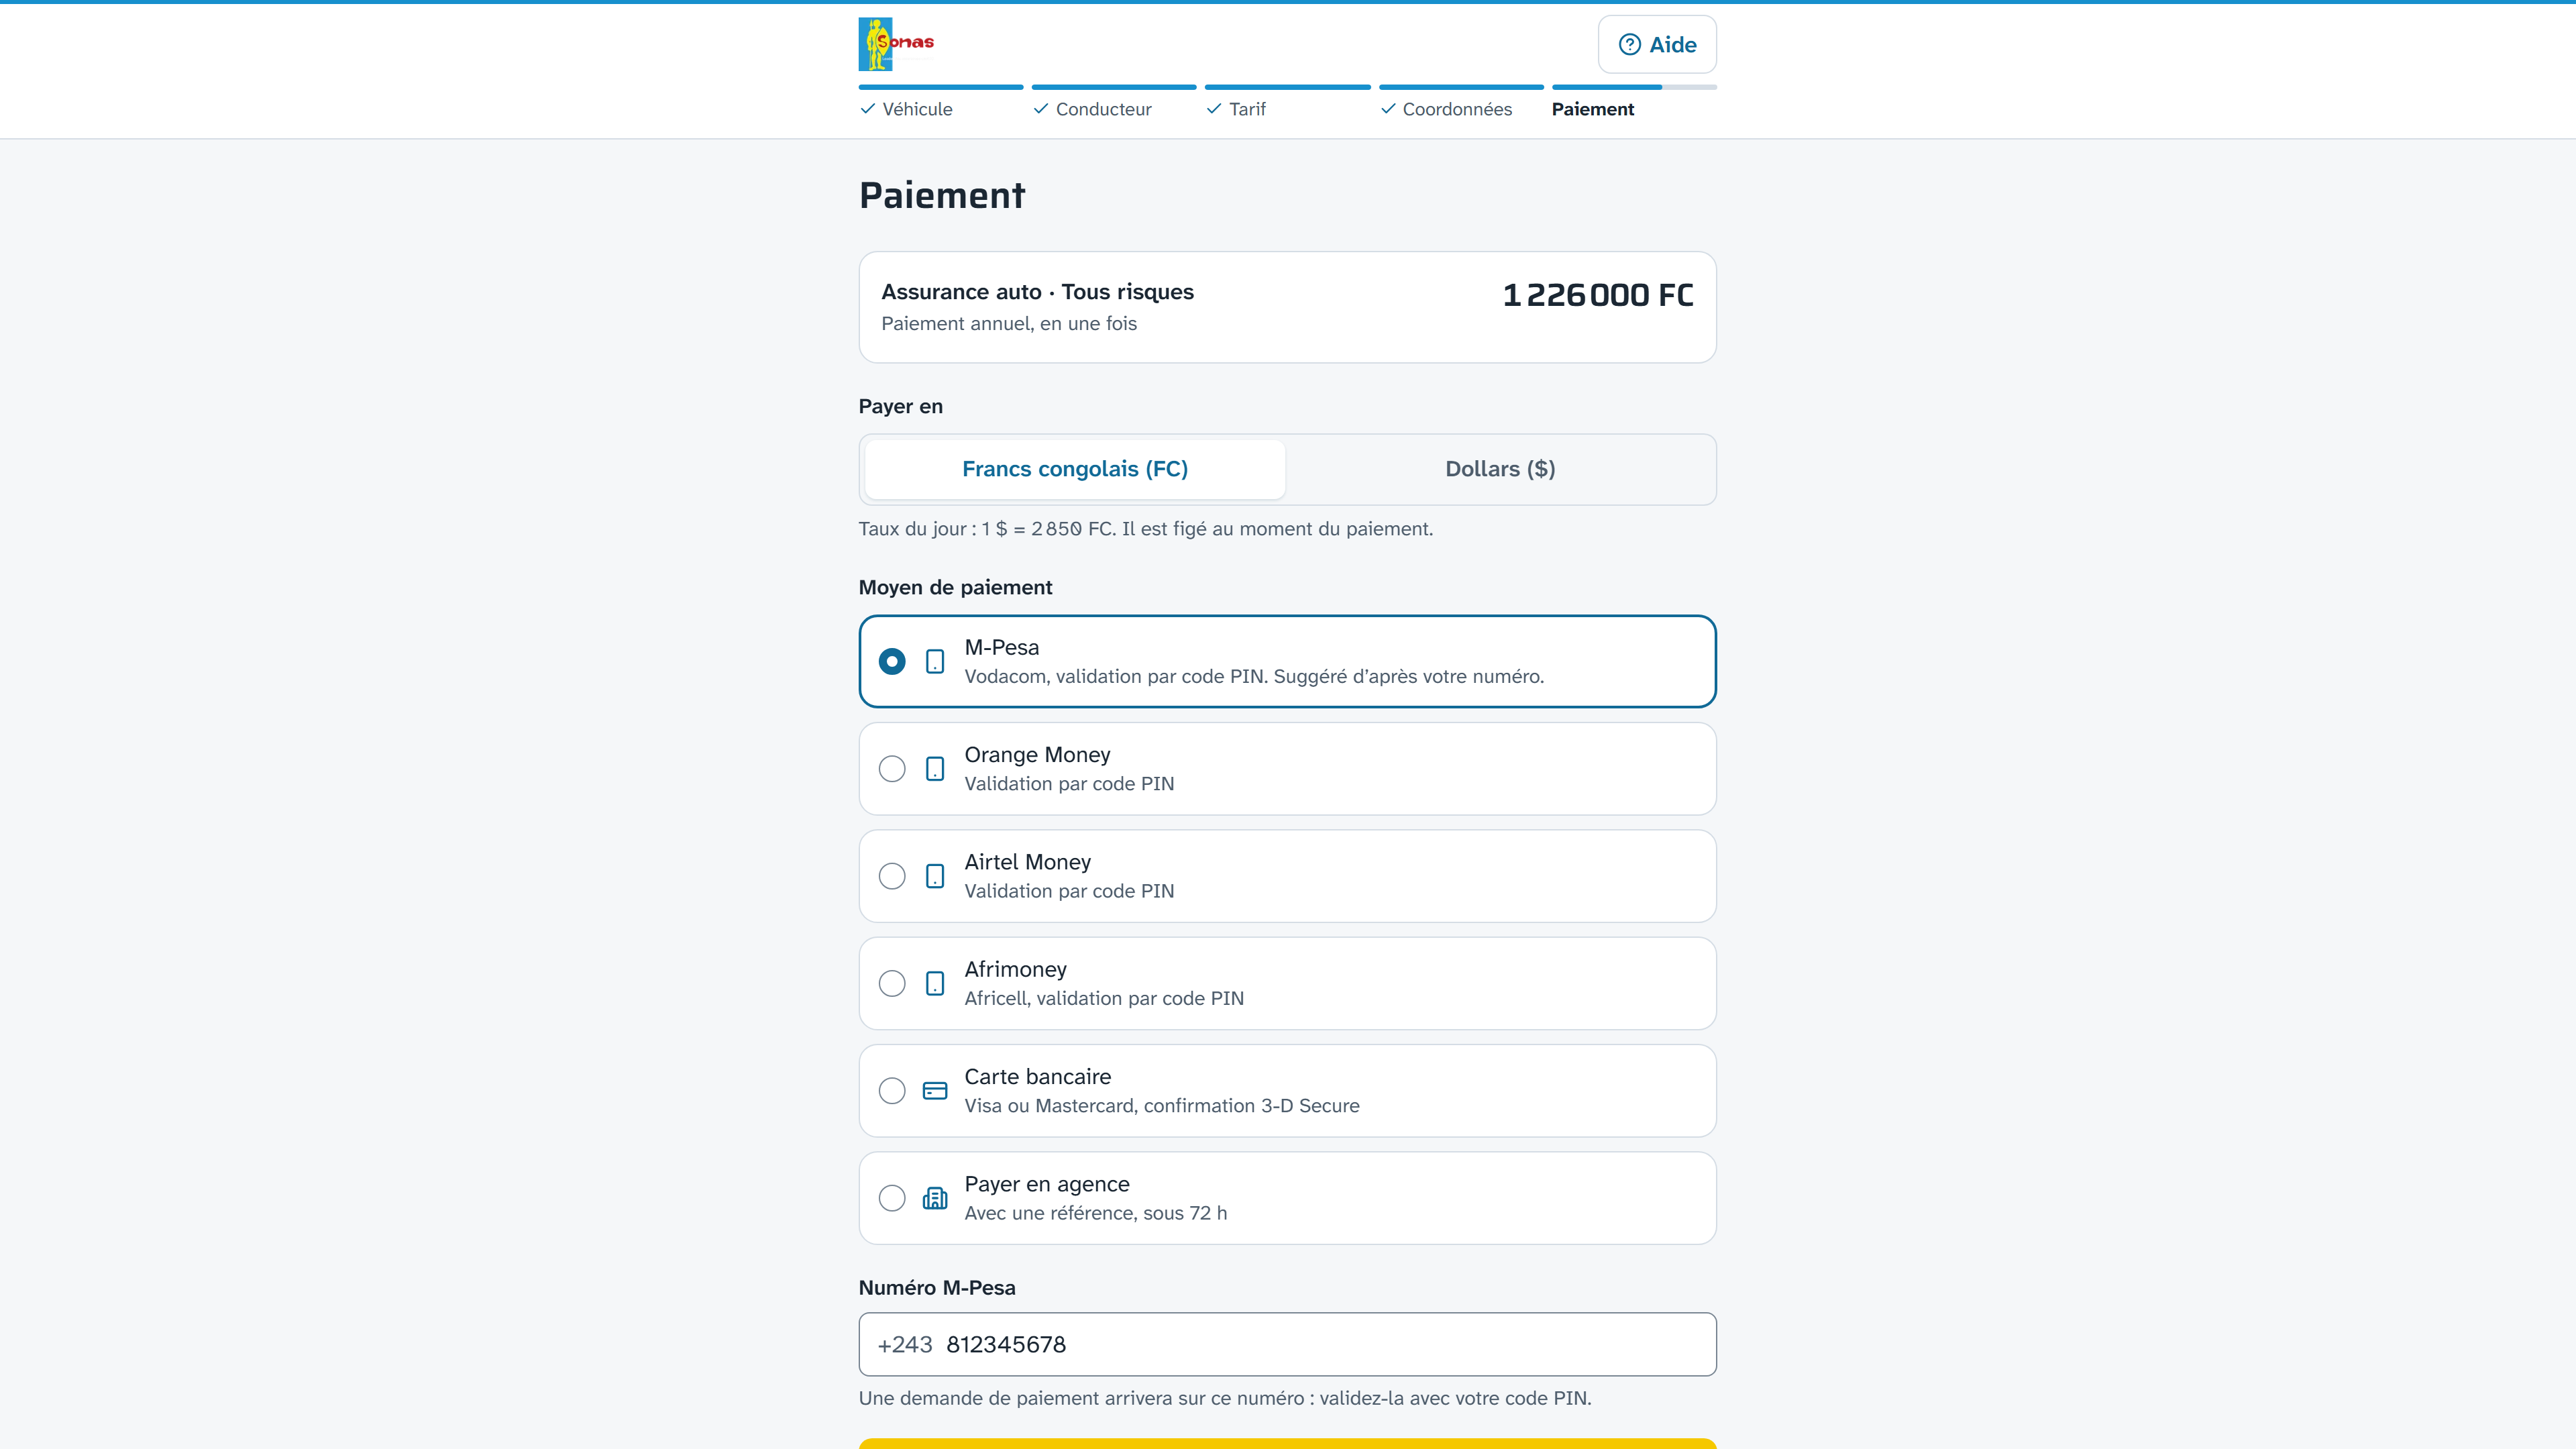 Sonas
Aide
Véhicule
Conducteur
Tarif
Coordonnées
Paiement
Paiement
Assurance auto · Tous risques
1 226 000 FC
Paiement annuel, en une fois
Payer en
Francs congolais (FC)
Dollars ($)
Taux du jour : 1 $ = 2 850 FC. Il est figé au moment du paiement.
Moyen de paiement
M-Pesa
Vodacom, validation par code PIN. Suggéré d’après votre numéro.
Orange Money
Validation par code PIN
Airtel Money
Validation par code PIN
Afrimoney
Africell, validation par code PIN
Carte bancaire
Visa ou Mastercard, confirmation 3-D Secure
Payer en agence
Avec une référence, sous 72 h
Numéro M-Pesa
+243 812345678
Une demande de paiement arrivera sur ce numéro : validez-la avec votre code PIN.